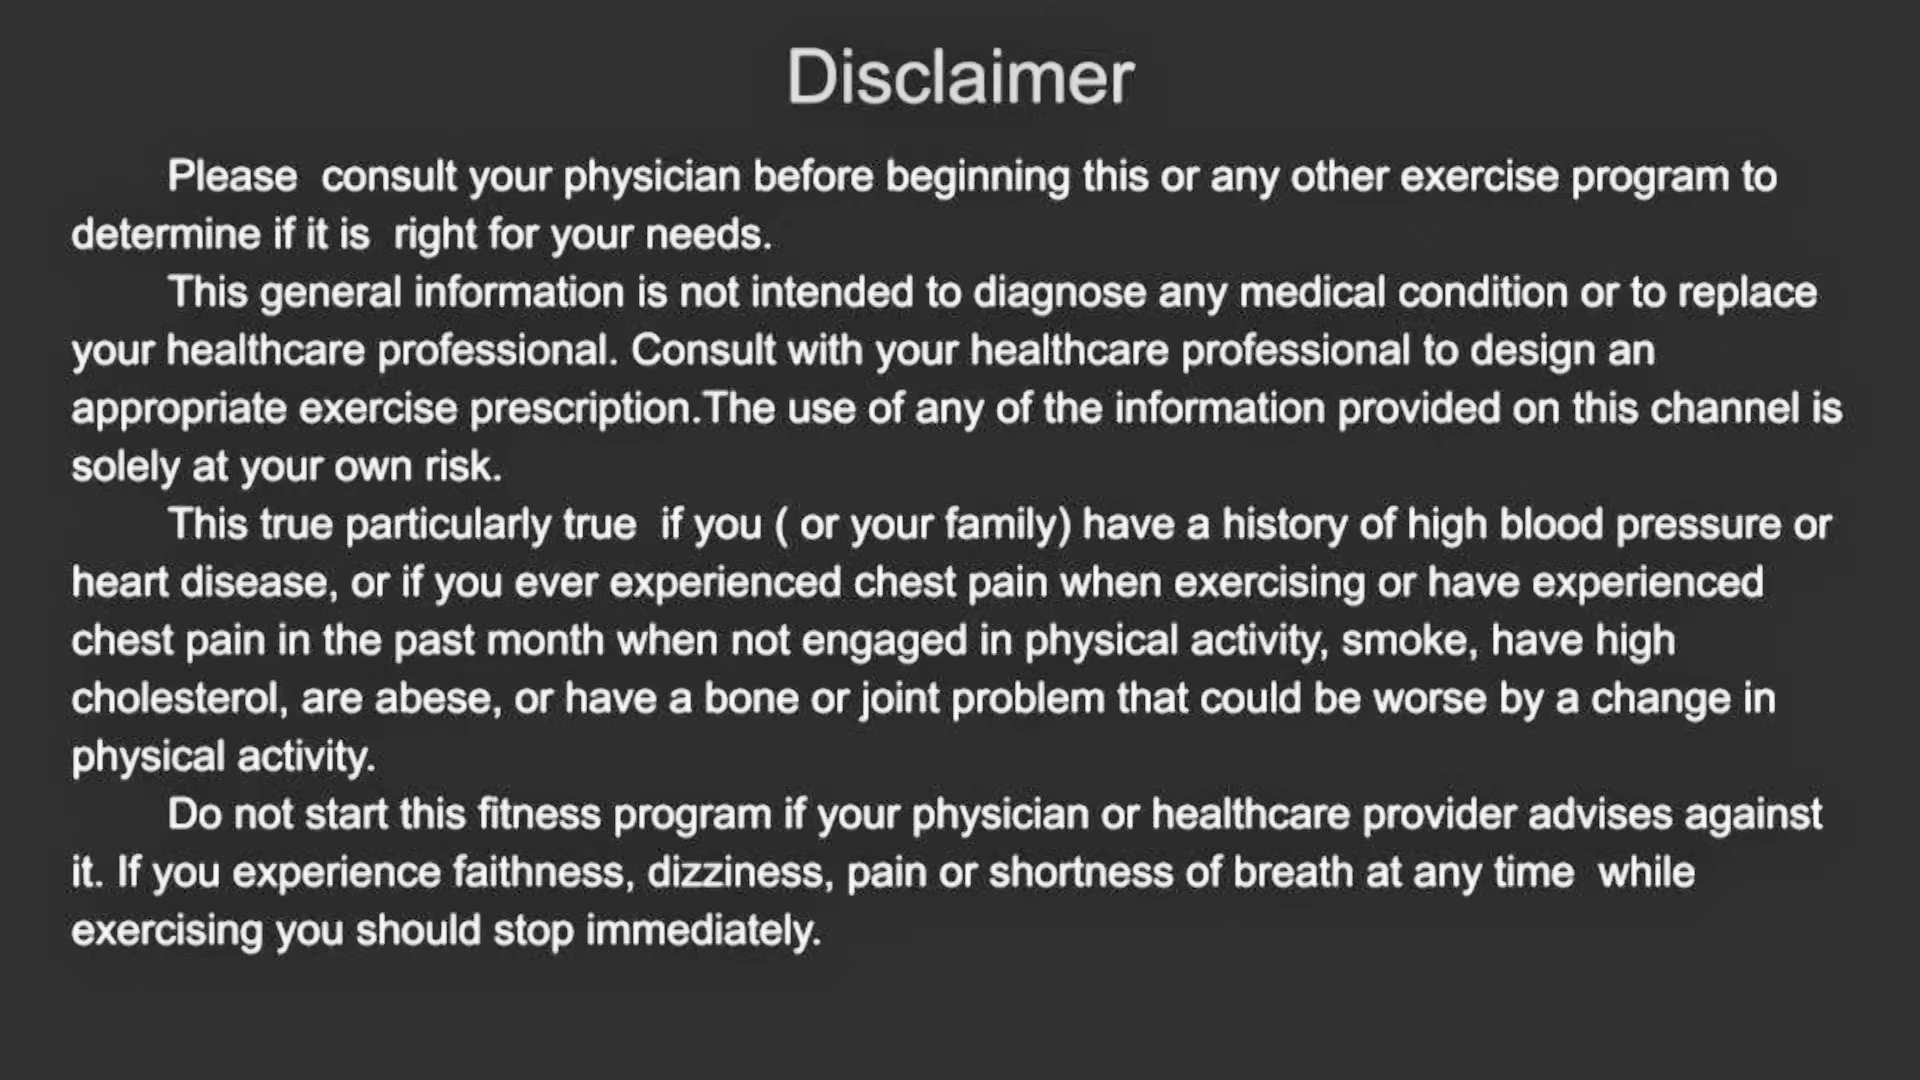 Disclaimer
Please  consult your physician before beginning this or any other exercise program to
determine if it is  right for your needs.
This general information is not intended to diagnose any medical condition or to replace
your healthcare professional. Consult with your healthcare professional to design an
appropriate exercise prescription.The use of any of the information provided on this channel is
solely at your own risk.
This true particularly true  if you ( or your family) have a history of high blood pressure or
heart disease, or if you ever experienced chest pain when exercising or have experienced
chest pain in the past month when not engaged in physical activity, smoke, have high
cholesterol, are abese, or have a bone or joint problem that could be worse by a change in
physical activity.
Do not start this fitness program if your physician or healthcare provider advises against
it. If you experience faithness, dizziness, pain or shortness of breath at any time  while
exercising you should stop immediately.